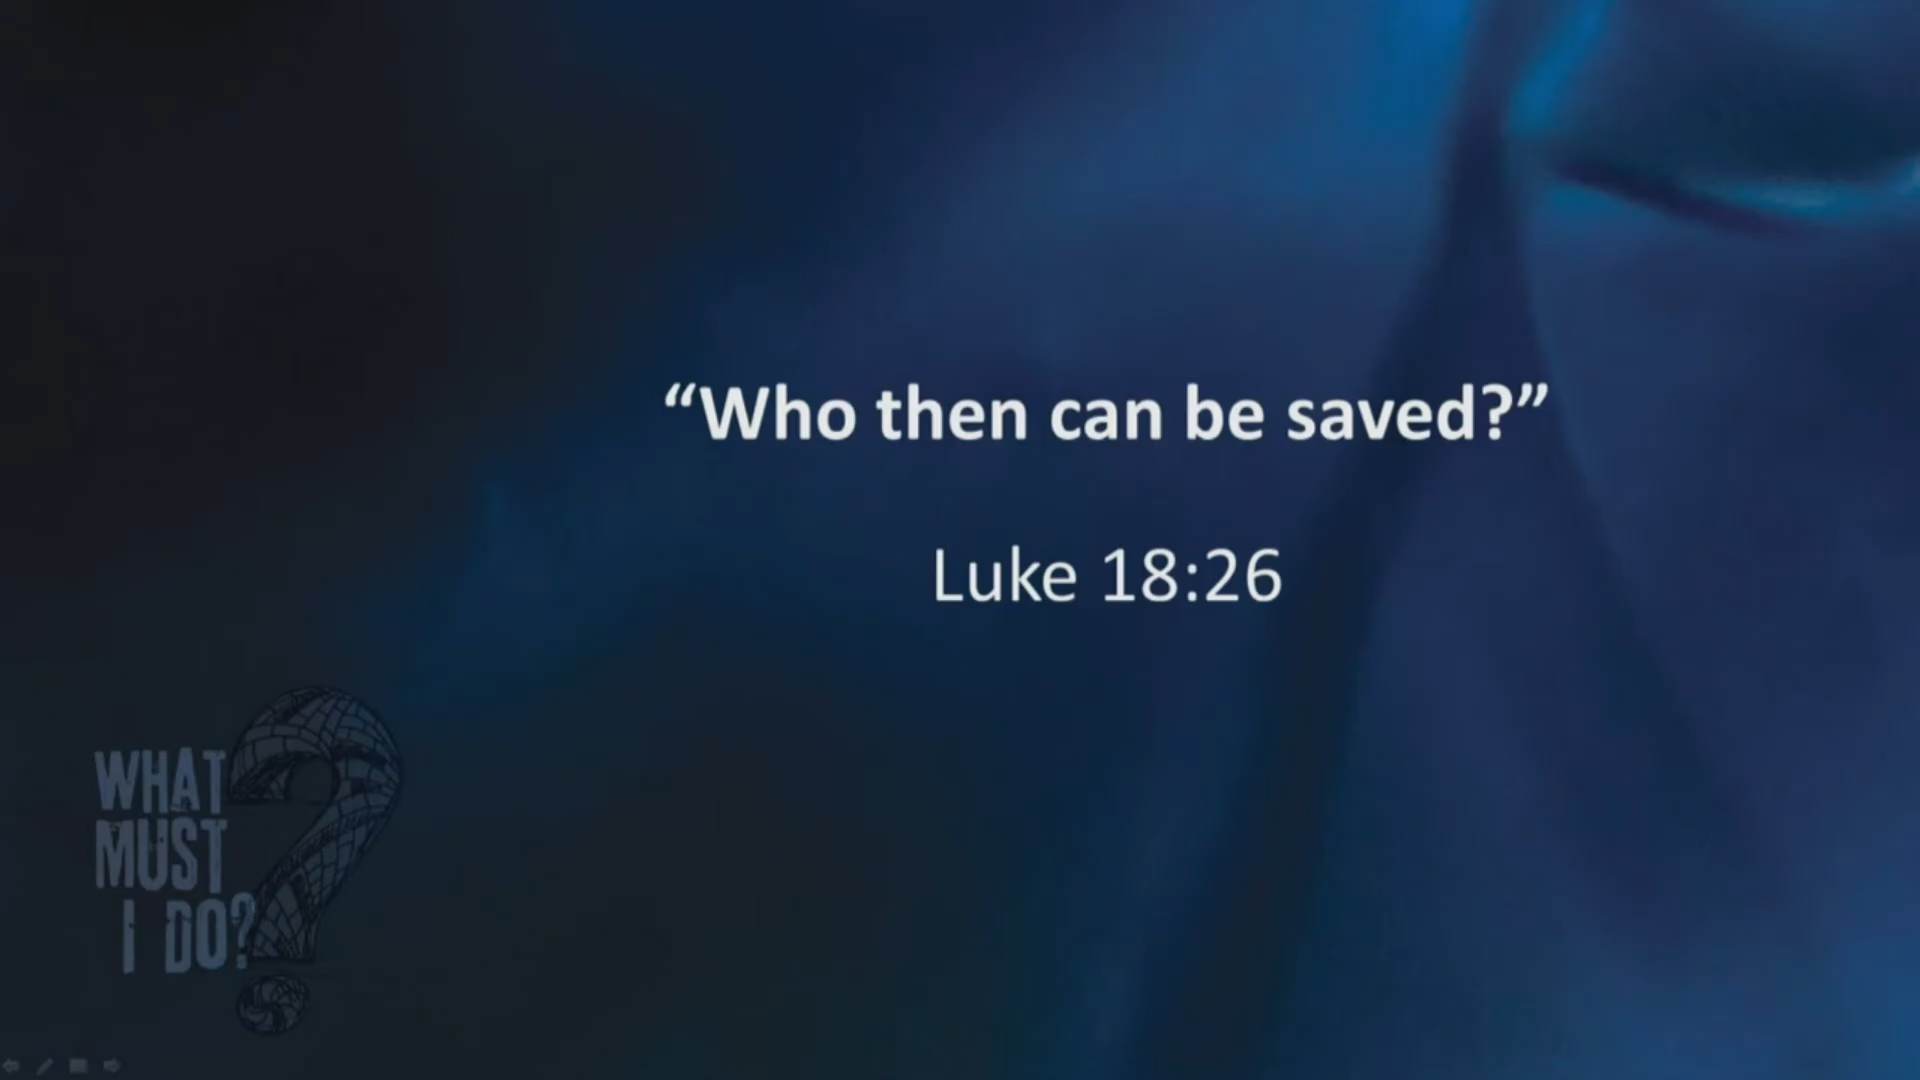 “Who then can be saved?”
Luke 18:26
WHAT
MUST
I DO?